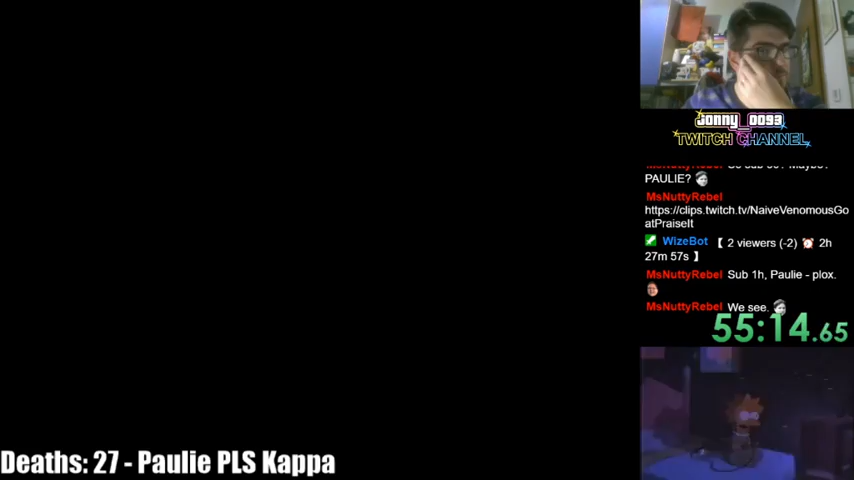 JONNY_0093
TWITCH CHANNEL
PAULIE?
MsNuttyRebel
https://clips.twitch.tv/NaiveVenomousGo
atPraiseIt
WizeBot 【 2 viewers (-2) ⏰ 2h
27m 57s 】
MsNuttyRebel Sub 1h, Paulie - plox.
MsNuttyRebel We see.
55:14.65
Deaths: 27 - Paulie PLS Kappa